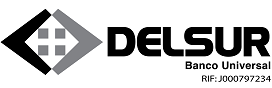 DELSUR
Banco Universal
RIF: J000797234